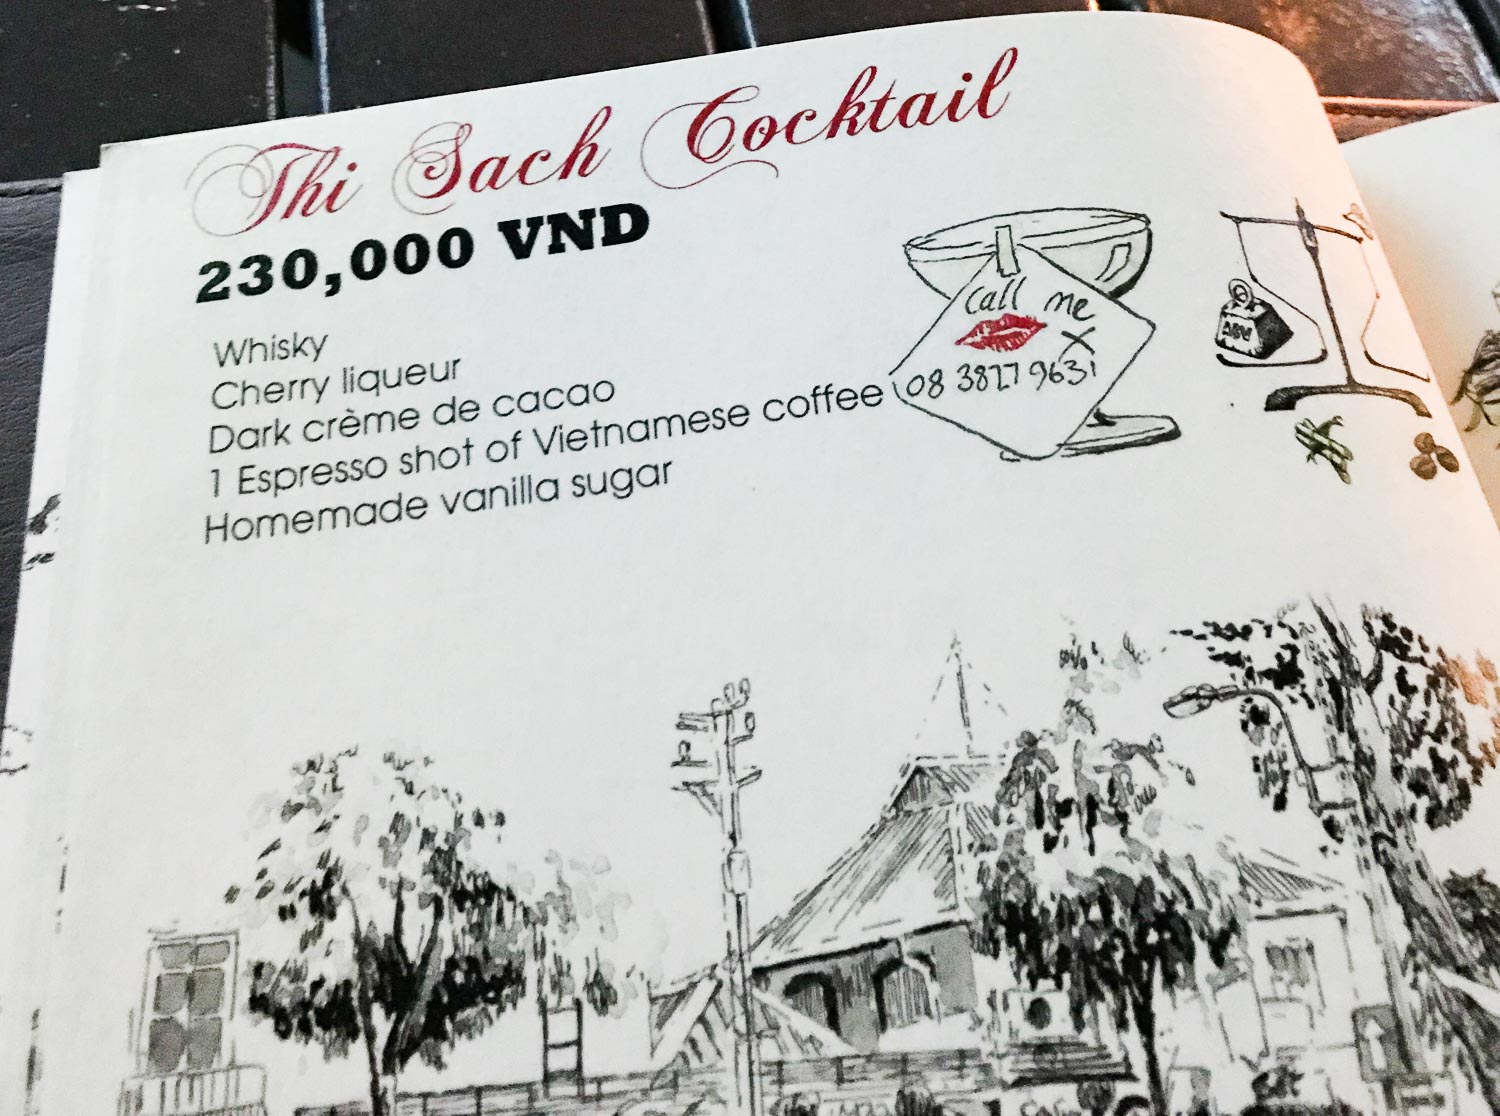 Thi Sach Cocktail
230,000 VND
Whisky
Cherry liqueur
Dark crème de cacao
1 Espresso shot of Vietnamese coffee
Homemade vanilla sugar
Call me
X
08 3827 9631
ABV